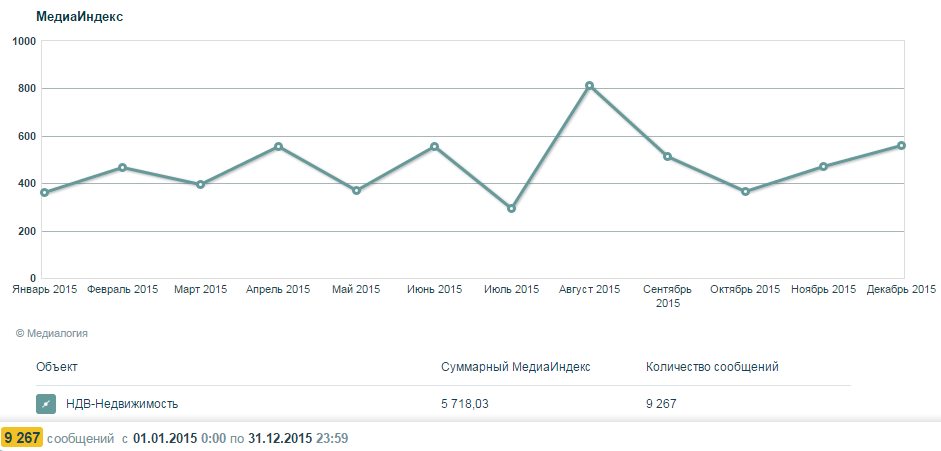 МедиаИндекс
1000
800
600
400
200
0
Январь 2015 Февраль 2015 Март 2015 Апрель 2015 Май 2015 Июнь 2015 Июль 2015 Август 2015 Сентябрь 2015 Октябрь 2015 Ноябрь 2015 Декабрь 2015
© Медиалогия
Объект Суммарный МедиаИндекс Количество сообщений
НДВ-Недвижимость 5 718,03 9 267
9 267 сообщений с 01.01.2015 0:00 по 31.12.2015 23:59